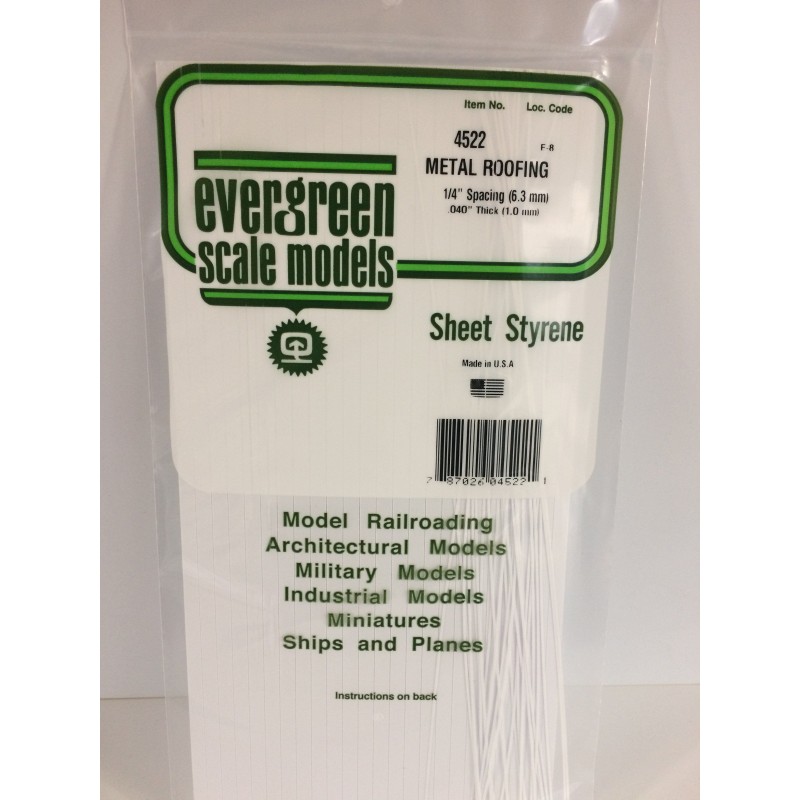 Item No. Loc. Code
4522 F-8
METAL ROOFING
1/4" Spacing (6.3 mm)
.040" Thick (1.0 mm)
evergreen
scale models
Sheet Styrene
Made in U.S.A
7 87026 04522 1
Model Railroading
Architectural Models
Military Models
Industrial Models
Miniatures
Ships and Planes
Instructions on back